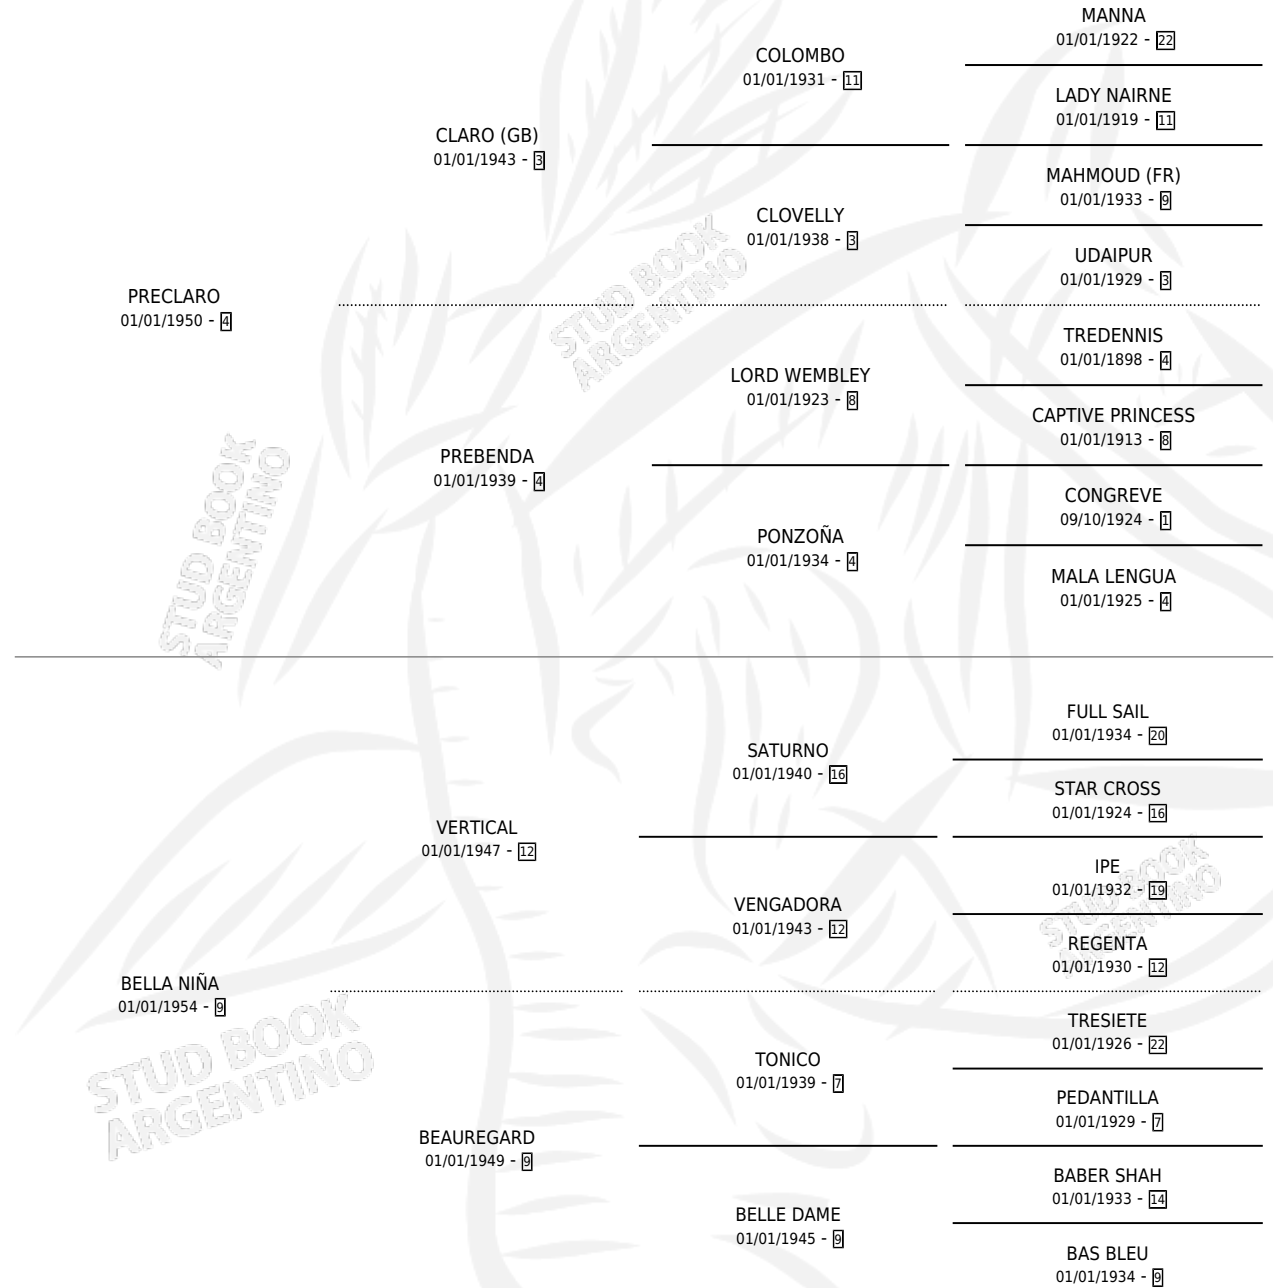 MANNA
01/01/1922 - 22
COLOMBO
01/01/1931 - 11
LADY NAIRNE
01/01/1919 - 11
CLARO (GB)
01/01/1943 - 3
MAHMOUD (FR)
01/01/1933 - 9
CLOVELLY
01/01/1938 - 3
UDAIPUR
01/01/1929 - 3
PRECLARO
01/01/1950 - 4
STUD BOOK
ARGENTINO
TREDENNIS
01/01/1898 - 4
LORD WEMBLEY
01/01/1923 - 8
CAPTIVE PRINCESS
01/01/1913 - 8
PREBENDA
01/01/1939 - 4
CONGREVE
09/10/1924 - 1
PONZOÑA
01/01/1934 - 4
MALA LENGUA
01/01/1925 - 4
STUD BOOK
ARGENTINO
FULL SAIL
01/01/1934 - 20
SATURNO
01/01/1940 - 16
STAR CROSS
01/01/1924 - 16
VERTICAL
01/01/1947 - 12
IPE
01/01/1932 - 19
VENGADORA
01/01/1943 - 12
REGENTA
01/01/1930 - 12
STUD BOOK
ARGENTINO
BELLA NIÑA
01/01/1954 - 9
TRESIETE
01/01/1926 - 22
TONICO
01/01/1939 - 7
PEDANTILLA
01/01/1929 - 7
STUD BOOK
ARGENTINO
BEAUREGARD
01/01/1949 - 9
BABER SHAH
01/01/1933 - 14
BELLE DAME
01/01/1945 - 9
BAS BLEU
01/01/1934 - 9